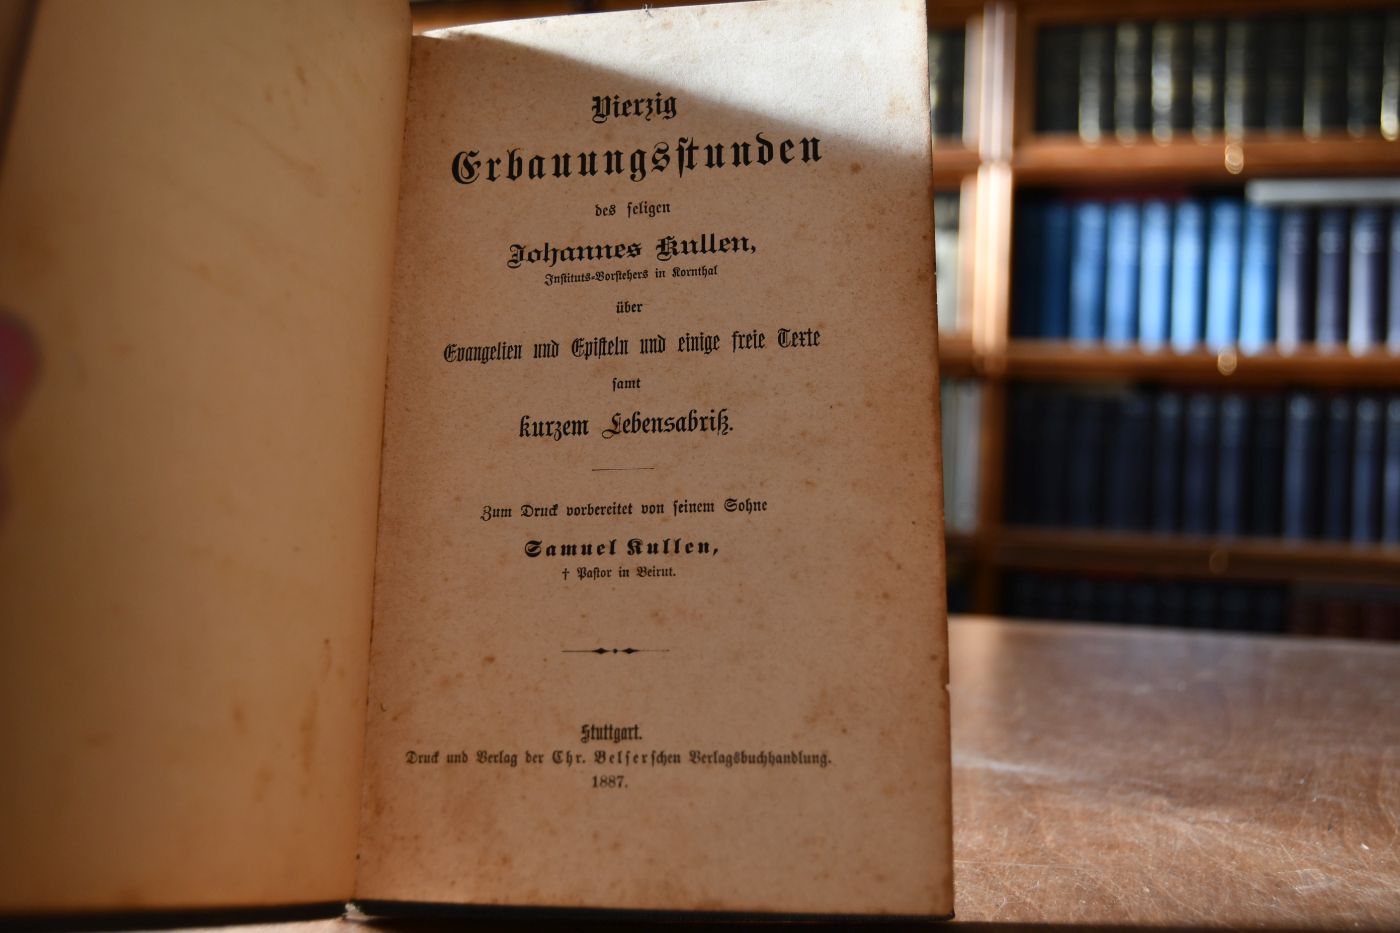 Vierzig
Erbauungsstunden
des seligen
Johannes Kullen,
Instituts-Vorstehers in Kornthal
über
Evangelien und Episteln und einige freie Texte
samt
kurzem Lebensabriß.
Zum Druck vorbereitet von seinem Sohne
Samuel Kullen,
† Pastor in Beirut.
Stuttgart.
Druck und Verlag der Chr. Belserschen Verlagsbuchhandlung.
1887.